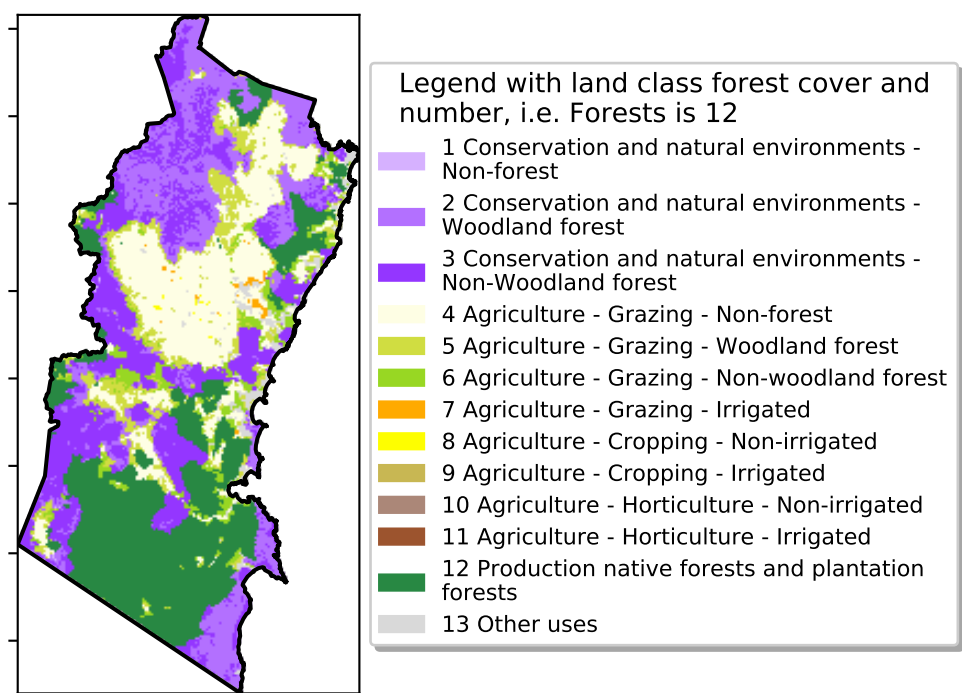 Legend with land class forest cover and
number, i.e. Forests is 12
1 Conservation and natural environments -
Non-forest
2 Conservation and natural environments -
Woodland forest
3 Conservation and natural environments -
Non-Woodland forest
4 Agriculture - Grazing - Non-forest
5 Agriculture - Grazing - Woodland forest
6 Agriculture - Grazing - Non-woodland forest
7 Agriculture - Grazing - Irrigated
8 Agriculture - Cropping - Non-irrigated
9 Agriculture - Cropping - Irrigated
10 Agriculture - Horticulture - Non-irrigated
11 Agriculture - Horticulture - Irrigated
12 Production native forests and plantation
forests
13 Other uses